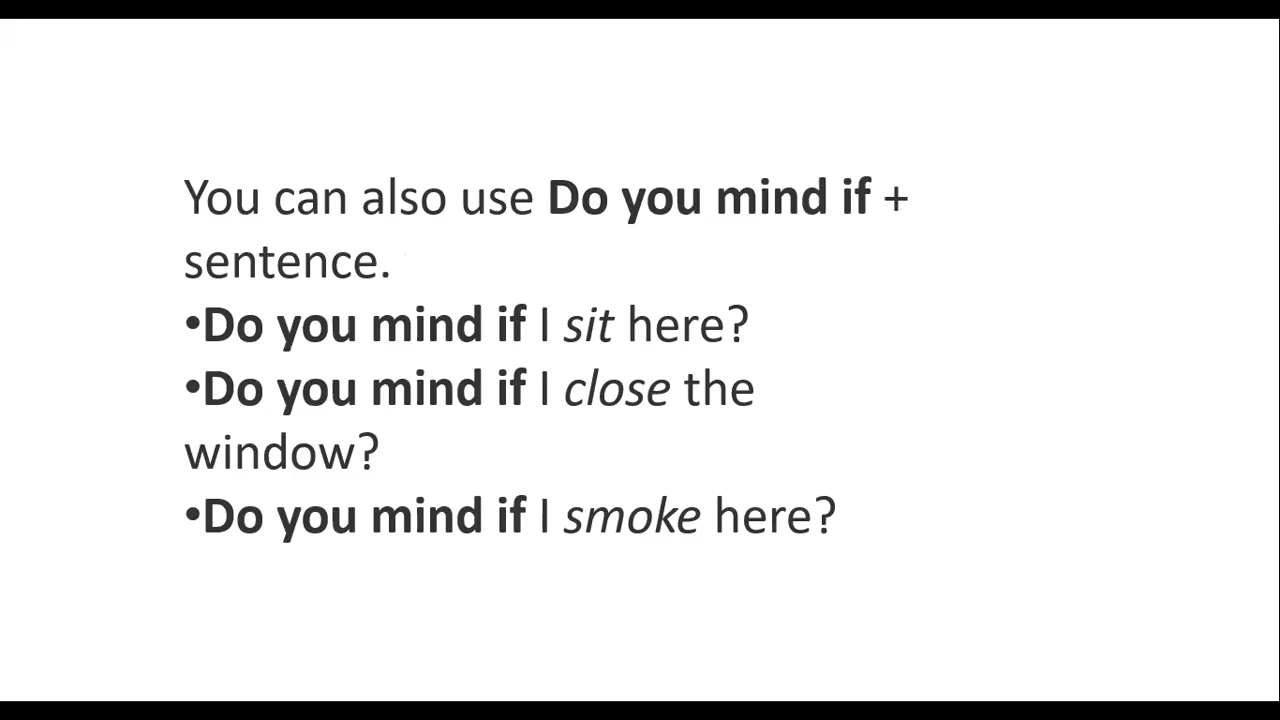 You can also use Do you mind if +
sentence.
•Do you mind if I sit here?
•Do you mind if I close the
window?
•Do you mind if I smoke here?